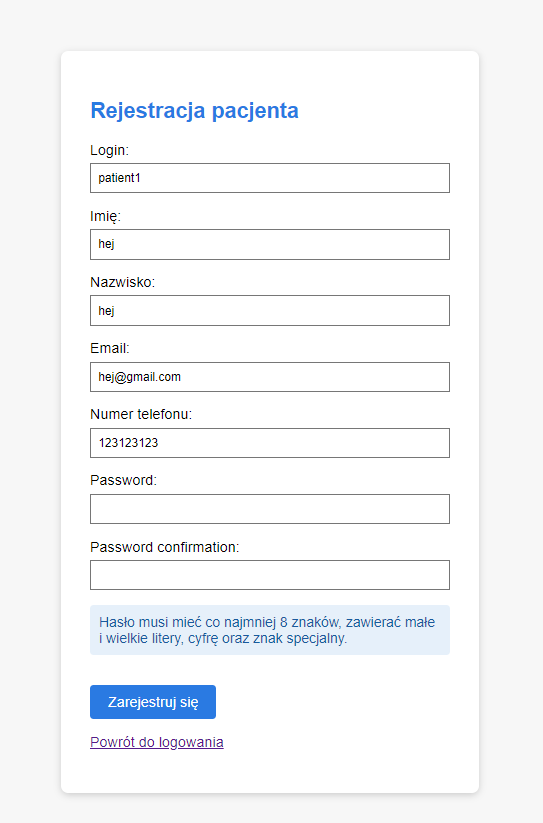 Rejestracja pacjenta
Login:
patient1
Imię:
hej
Nazwisko:
hej
Email:
hej@gmail.com
Numer telefonu:
123123123
Password:
Password confirmation:
Hasło musi mieć co najmniej 8 znaków, zawierać małe
i wielkie litery, cyfrę oraz znak specjalny.
Zarejestruj się
Powrót do logowania